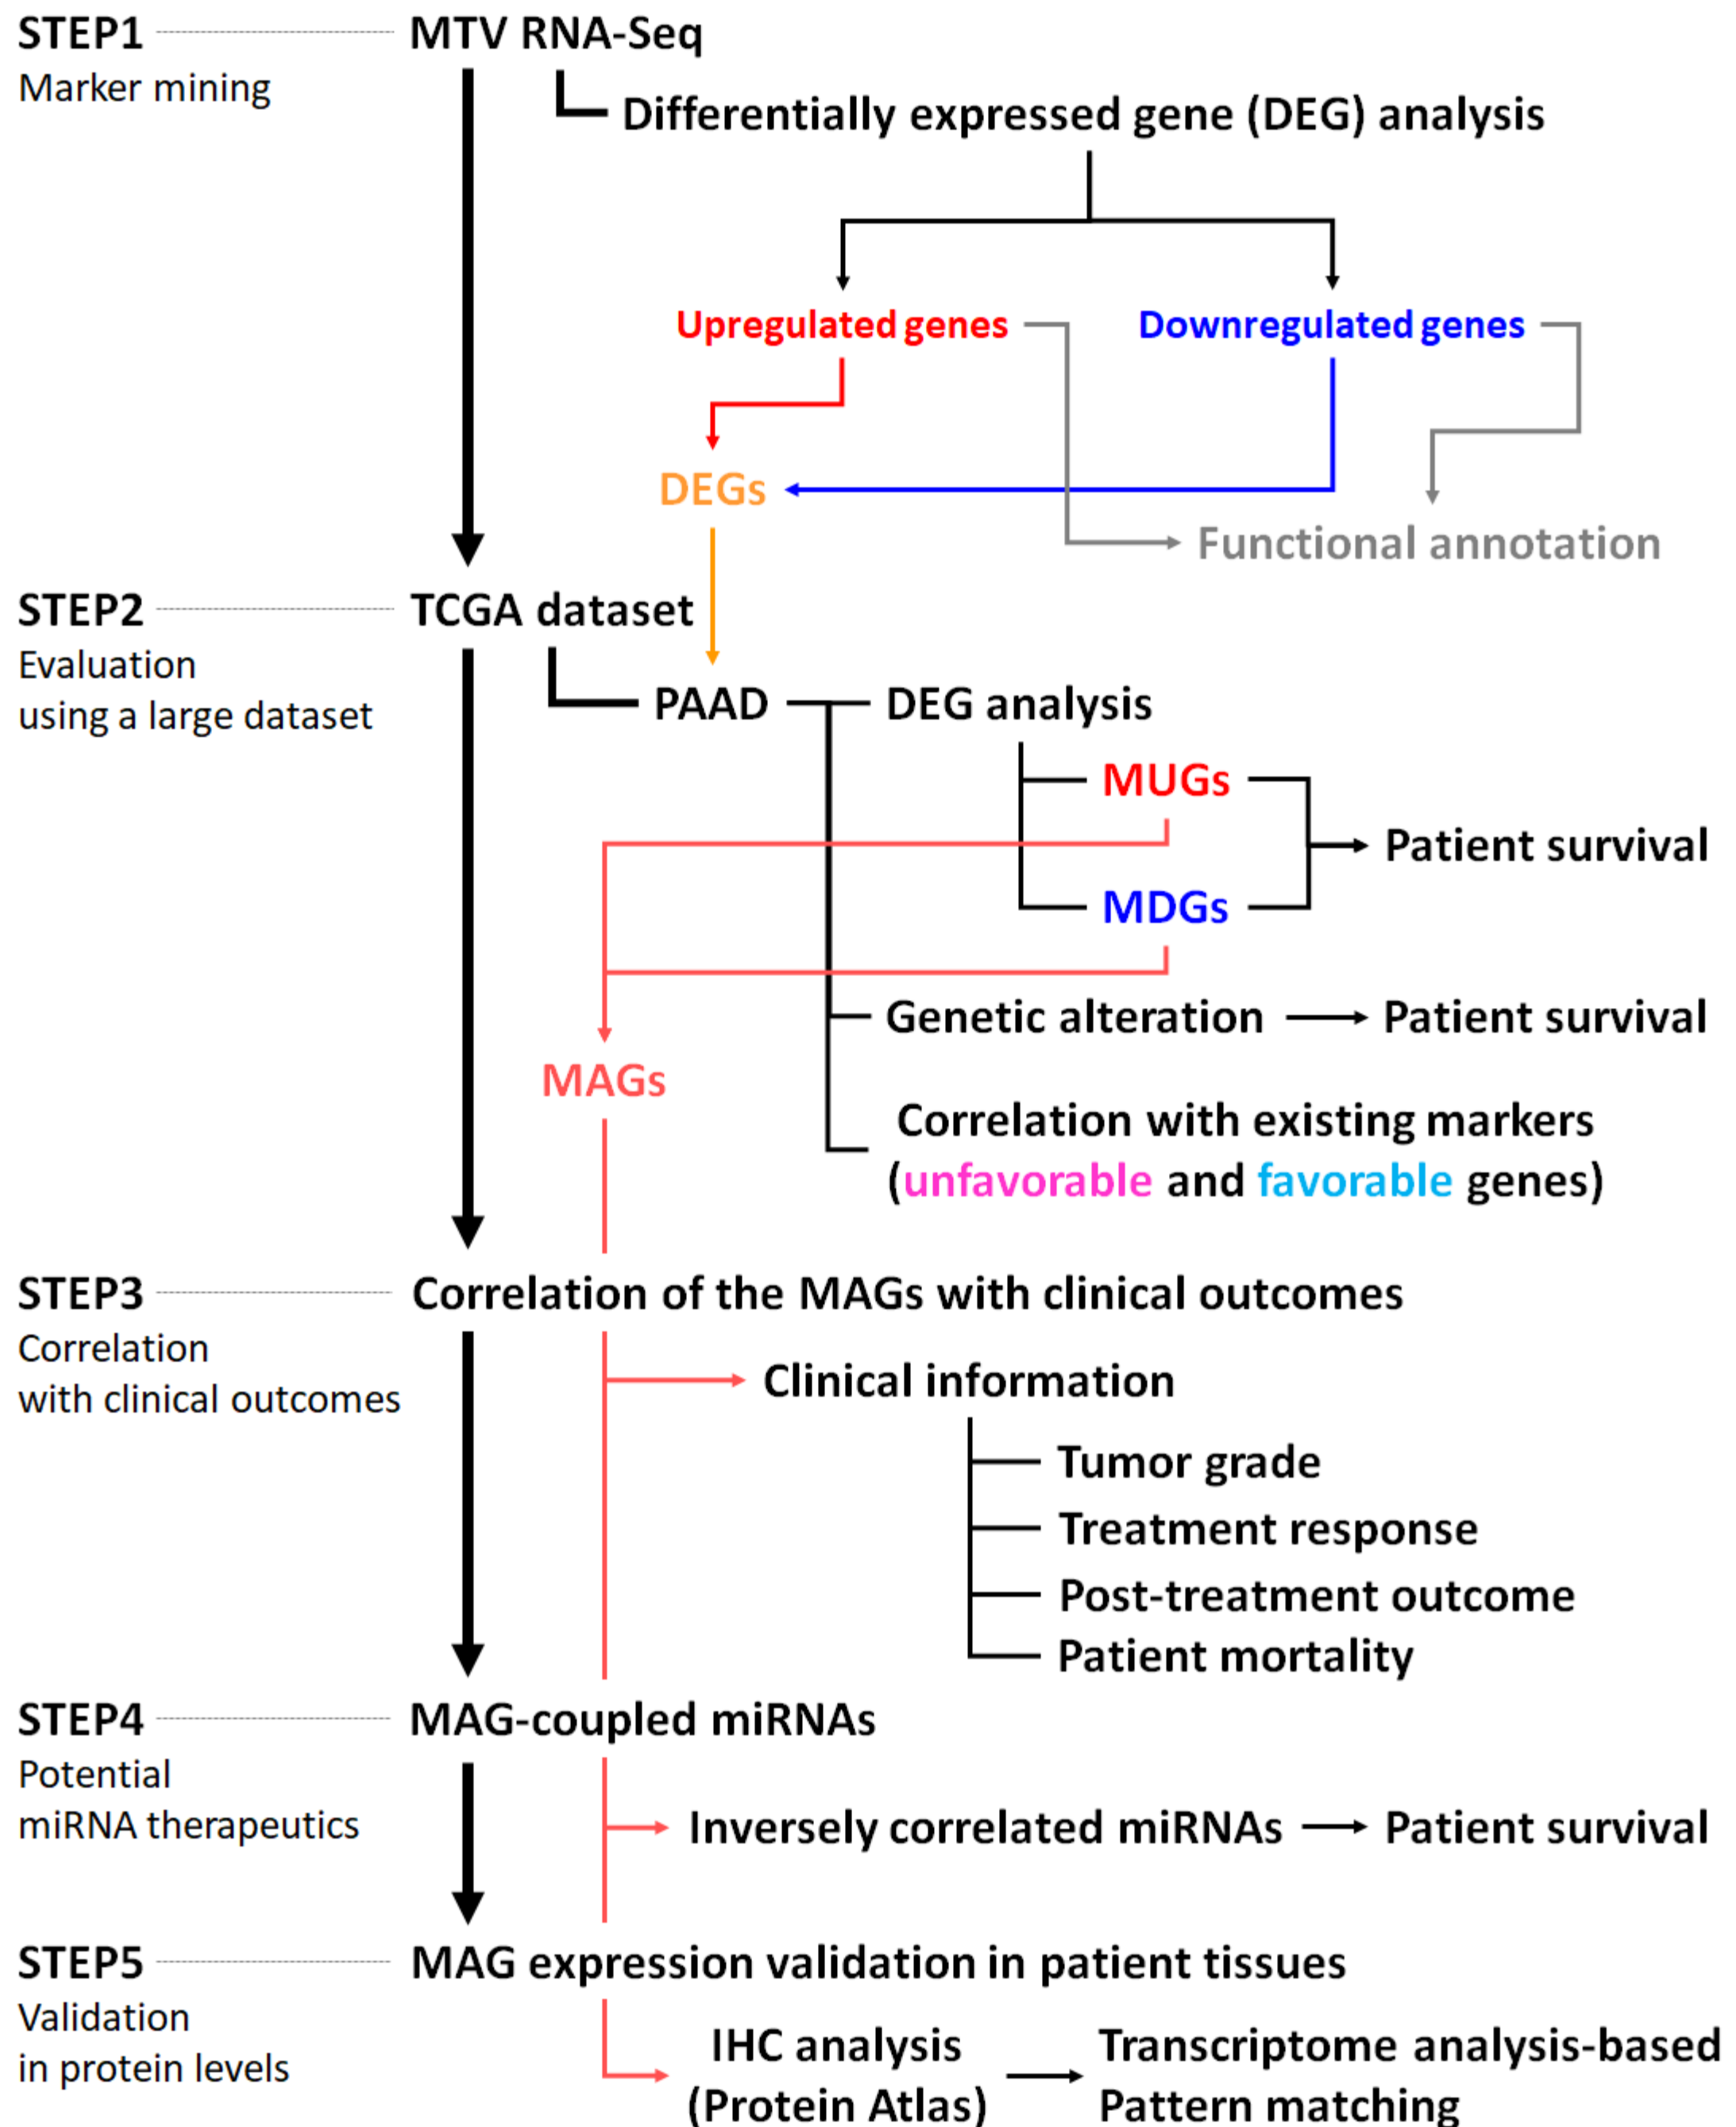 STEP1
MTV RNA-Seq
Marker mining
Differentially expressed gene (DEG) analysis
Upregulated genes
Downregulated genes
DEGs
Functional annotation
STEP2
TCGA dataset
Evaluation
using a large dataset
PAAD
DEG analysis
MUGs
Patient survival
MDGs
Genetic alteration
Patient survival
MAGs
Correlation with existing markers
(unfavorable and favorable genes)
STEP3
Correlation of the MAGs with clinical outcomes
Correlation
with clinical outcomes
Clinical information
Tumor grade
Treatment response
Post-treatment outcome
Patient mortality
STEP4
MAG-coupled miRNAs
Potential
miRNA therapeutics
Inversely correlated miRNAs
Patient survival
STEP5
MAG expression validation in patient tissues
Validation
in protein levels
IHC analysis
(Protein Atlas)
Transcriptome analysis-based
Pattern matching